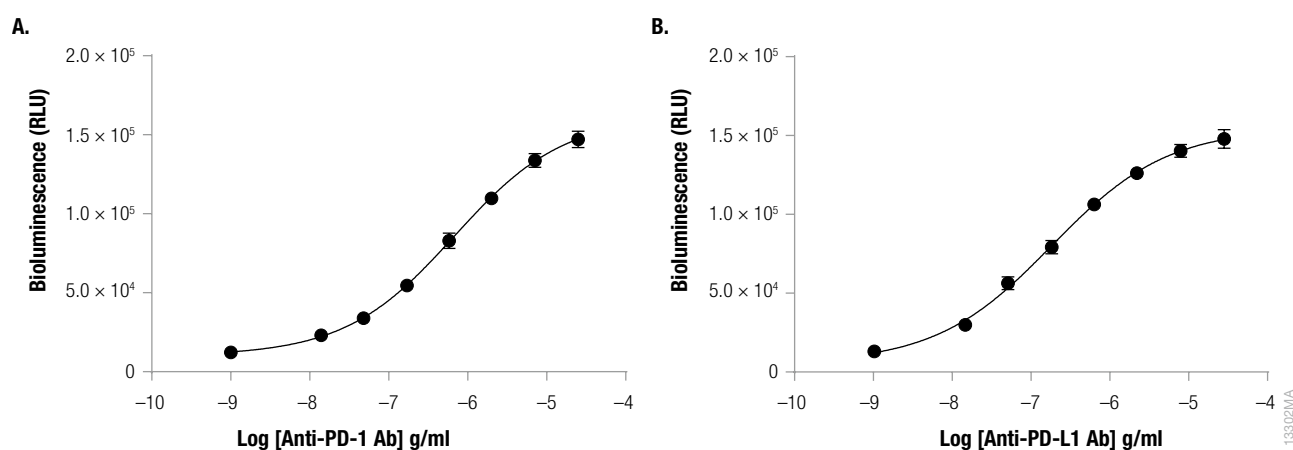 A.
2.0 × 10⁵
1.5 × 10⁵
1.0 × 10⁵
5.0 × 10⁴
0
Bioluminescence (RLU)
–10 –9 –8 –7 –6 –5 –4
Log [Anti-PD-1 Ab] g/ml
B.
2.0 × 10⁵
1.5 × 10⁵
1.0 × 10⁵
5.0 × 10⁴
0
Bioluminescence (RLU)
–10 –9 –8 –7 –6 –5 –4
Log [Anti-PD-L1 Ab] g/ml
13302MA